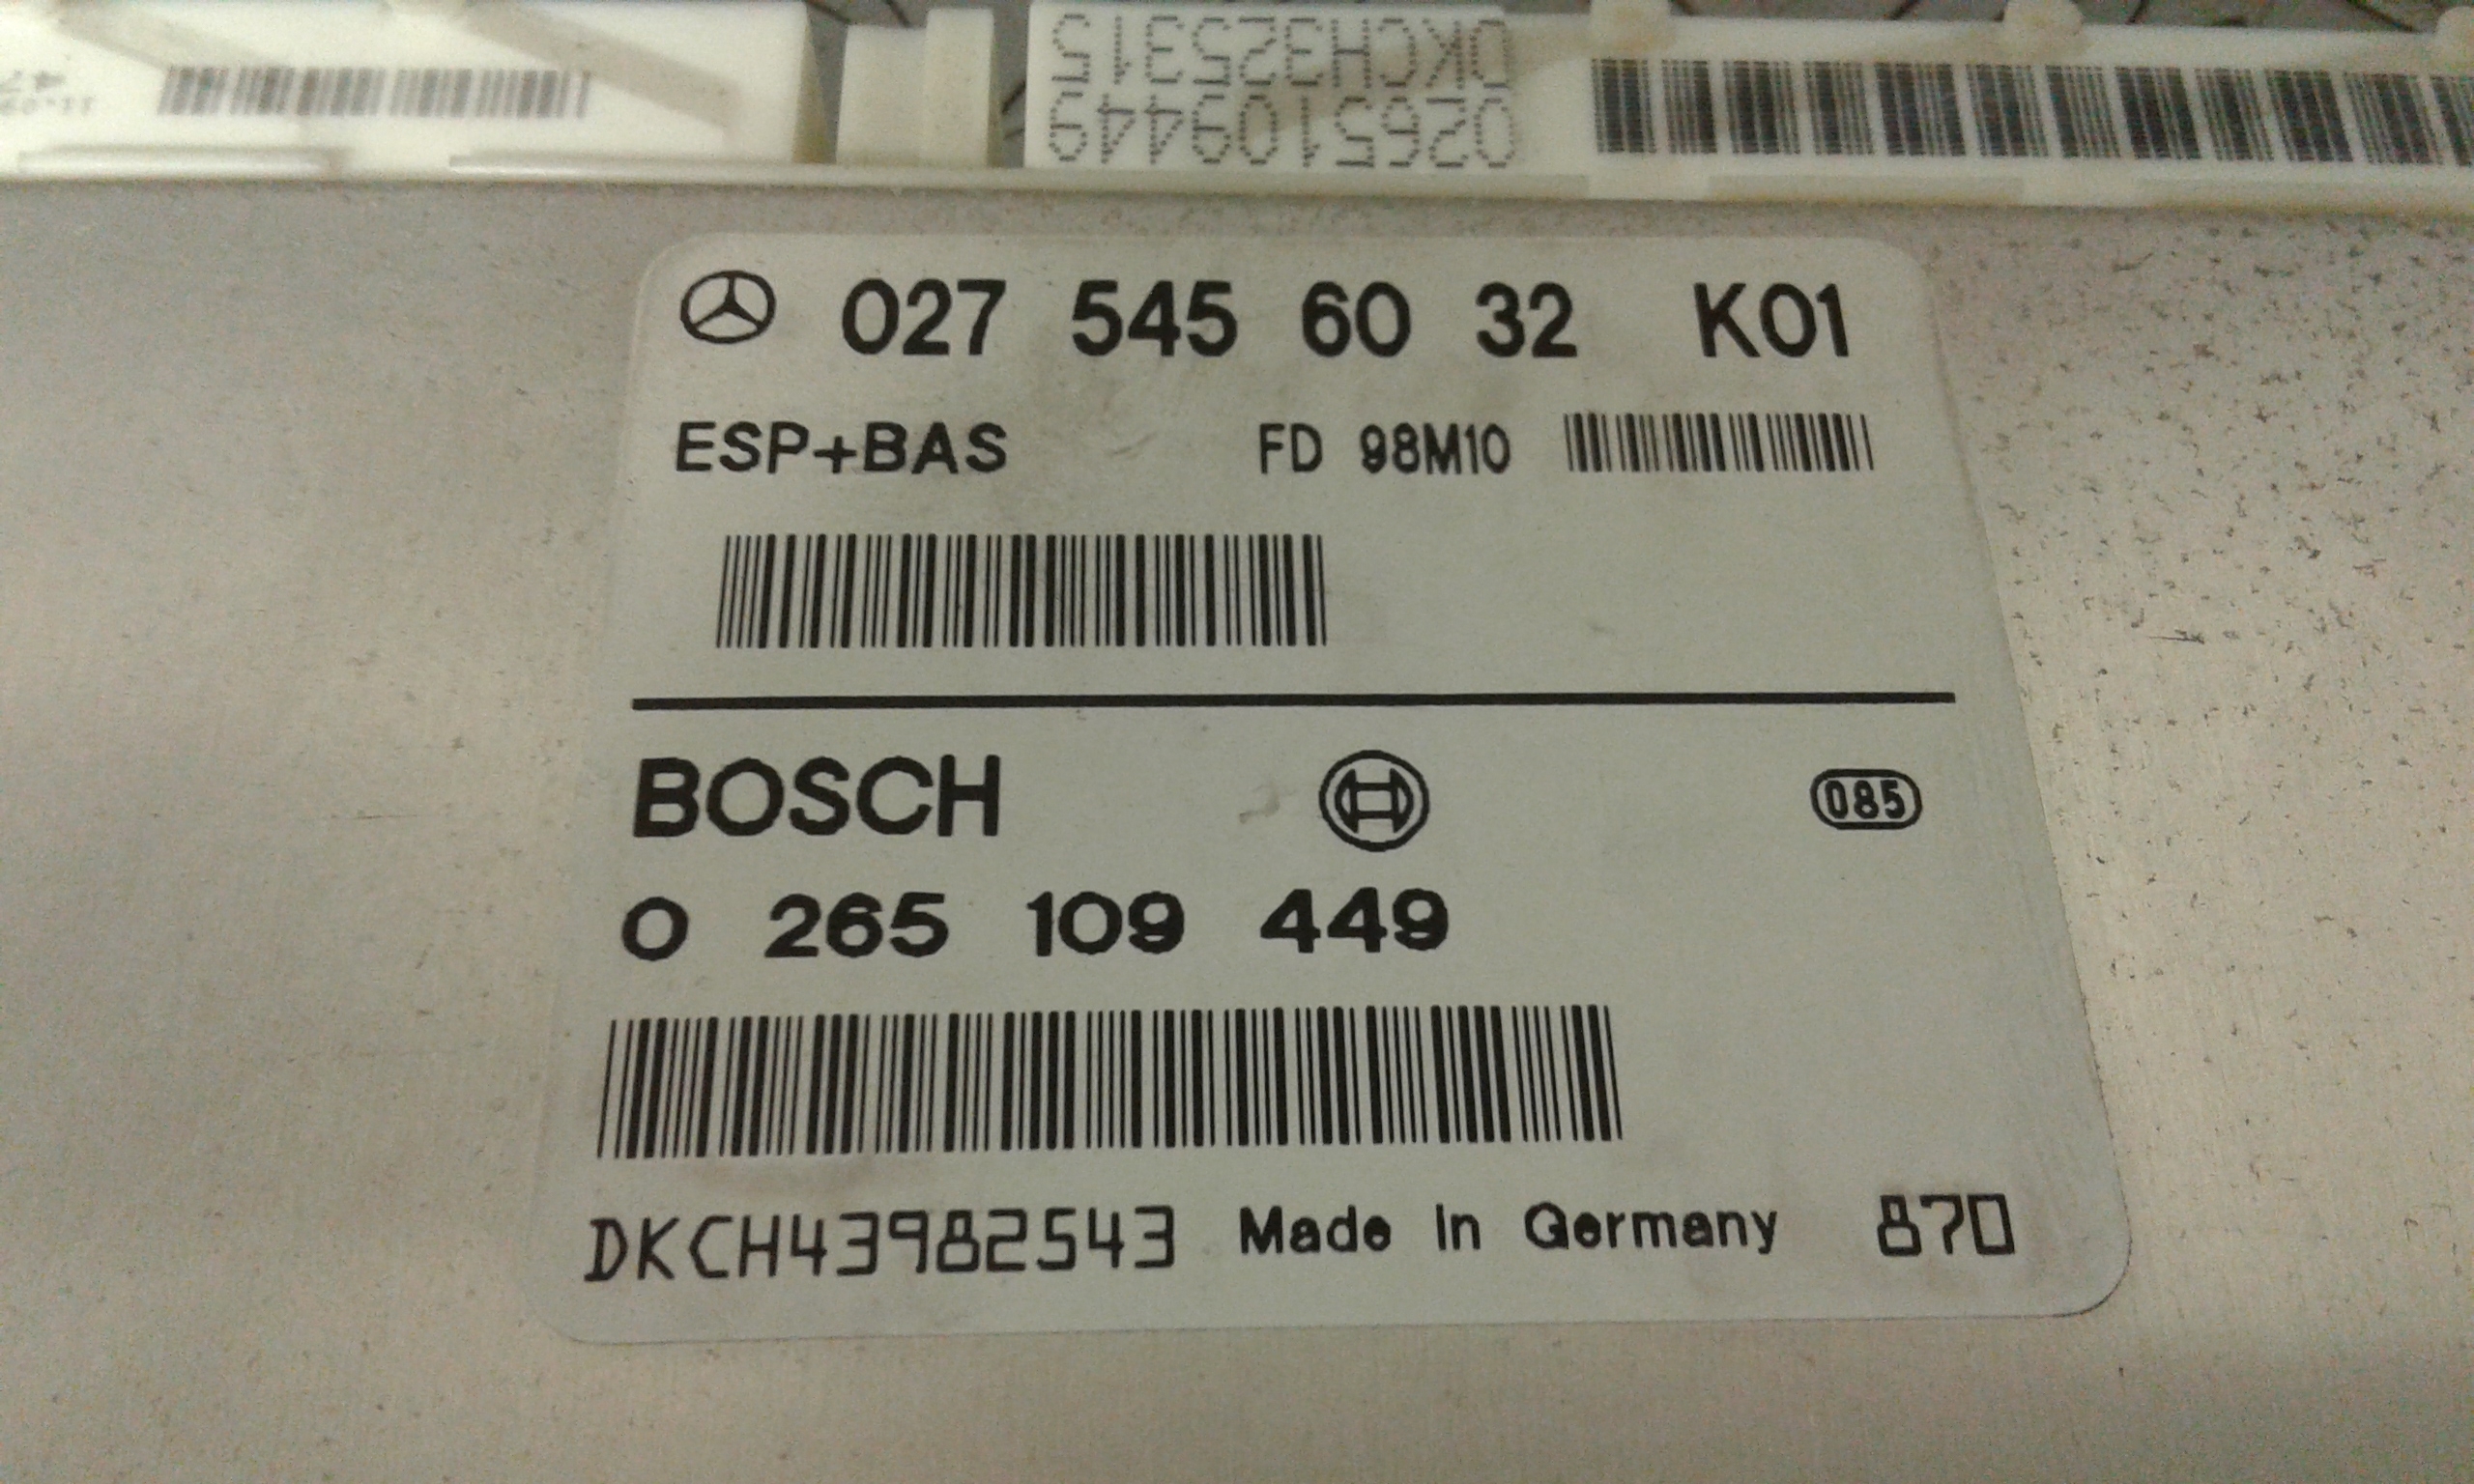 DKCH325315
0265109449
027 545 60 32 K01
ESP+BAS FD 98M10
BOSCH 085
0 265 109 449
DKCH43982543 Made in Germany 870